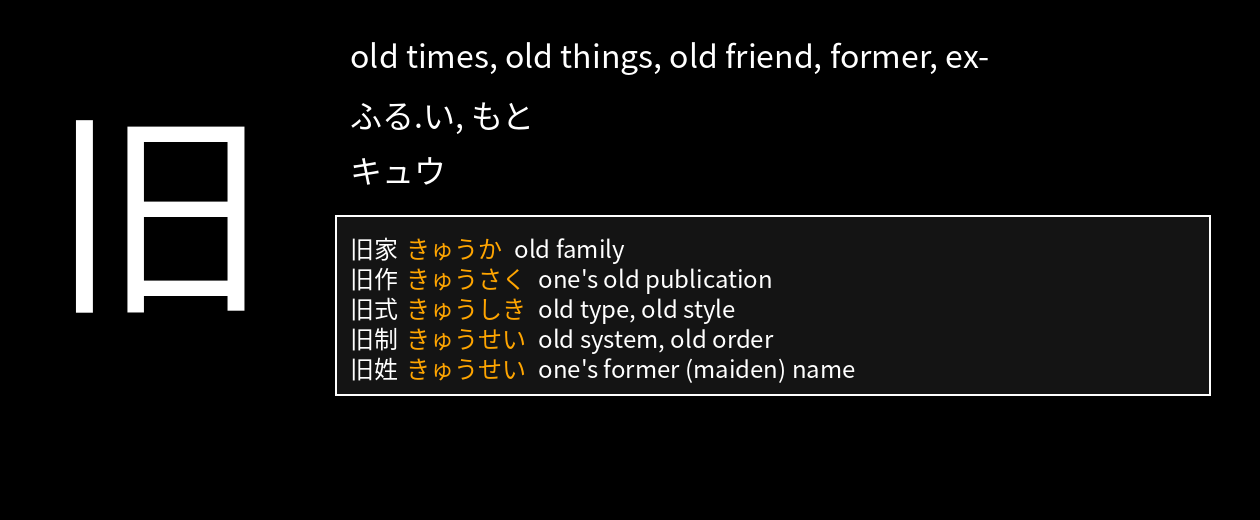 旧
old times, old things, old friend, former, ex-
ふる.い, もと
キュウ
旧家 きゅうか old family
旧作 きゅうさく one's old publication
旧式 きゅうしき old type, old style
旧制 きゅうせい old system, old order
旧姓 きゅうせい one's former (maiden) name